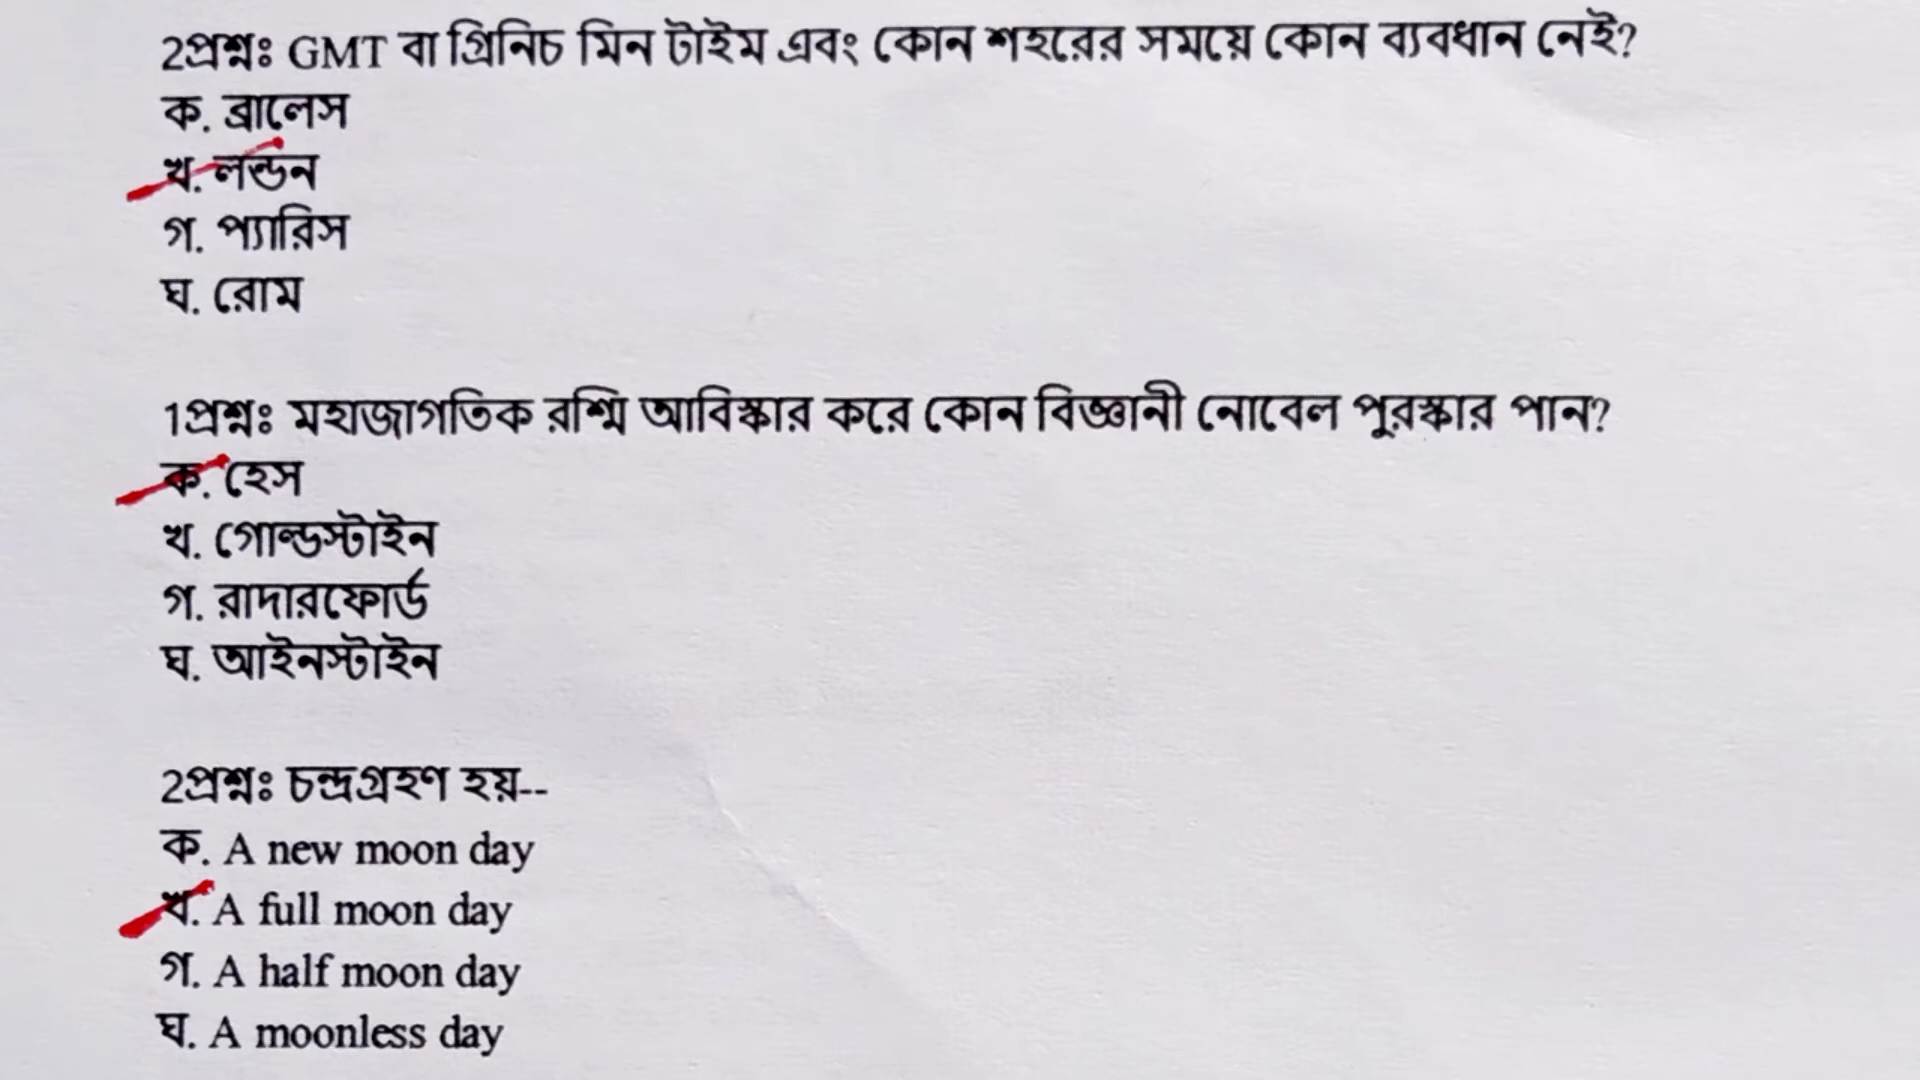 2প্রশ্নঃ GMT বা গ্রিনিচ মিন টাইম এবং কোন শহরের সময়ে কোন ব্যবধান নেই?
ক. ব্রালেস
খ. লন্ডন
গ. প্যারিস
ঘ. রোম
1প্রশ্নঃ মহাজাগতিক রশ্মি আবিস্কার করে কোন বিজ্ঞানী নোবেল পুরস্কার পান?
ক. হেস
খ. গোল্ডস্টাইন
গ. রাদারফোর্ড
ঘ. আইনস্টাইন
2প্রশ্নঃ চন্দ্রগ্রহণ হয়--
ক. A new moon day
খ. A full moon day
গ. A half moon day
ঘ. A moonless day